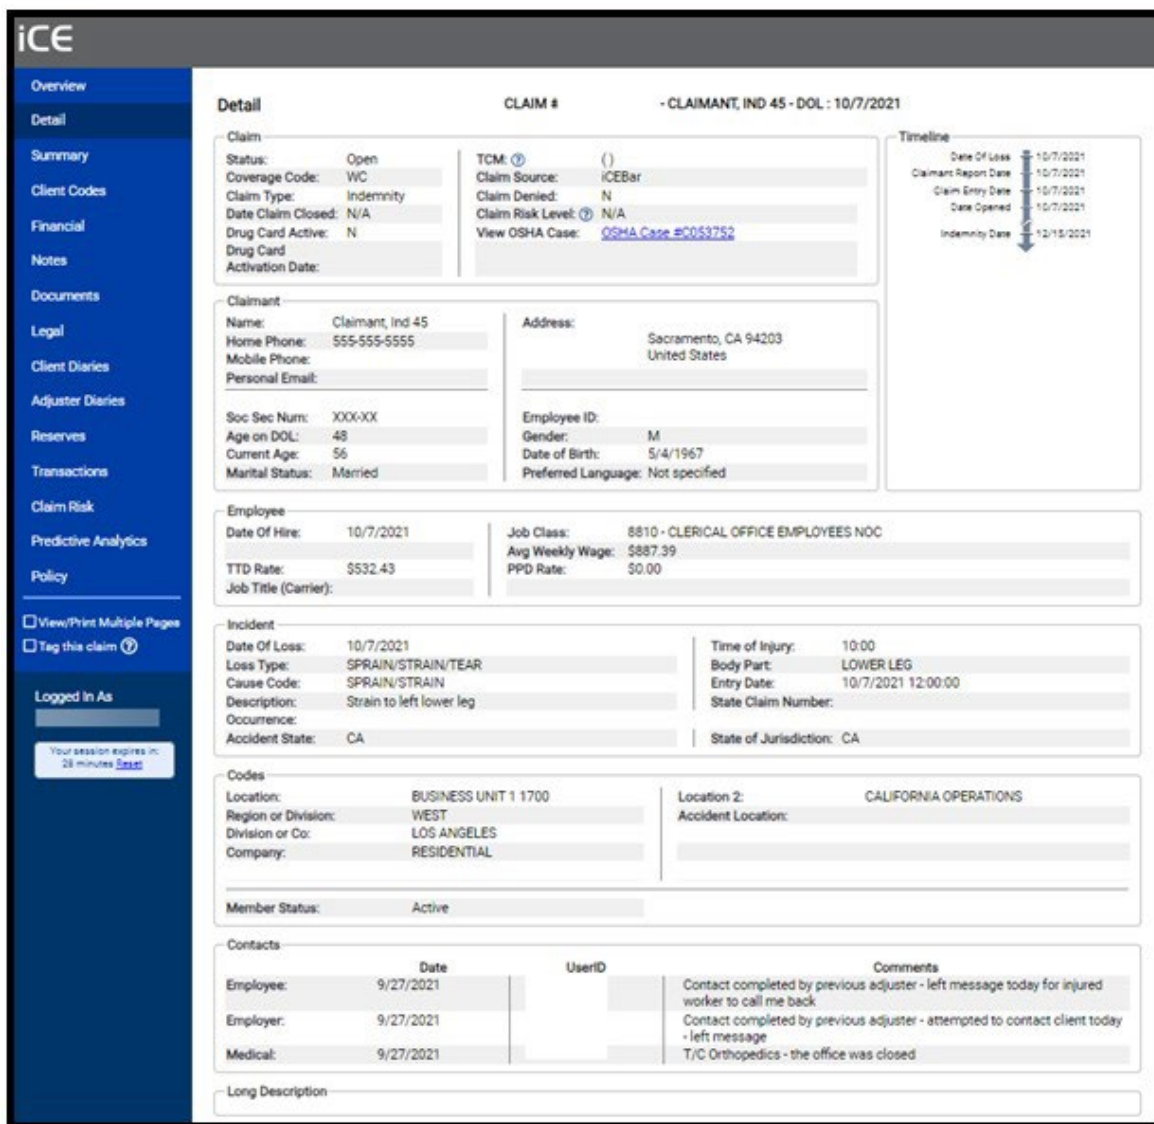 iCE
Overview
Detail
Summary
Client Codes
Financial
Notes
Documents
Legal
Client Diaries
Adjuster Diaries
Reserves
Transactions
Claim Risk
Predictive Analytics
Policy
View/Print Multiple Pages
Tag this claim ?
Logged In As
Your session expires in:
28 minutes Reset
Detail CLAIM # - CLAIMANT, IND 45 - DOL : 10/7/2021
Claim
Status: Open TCM: ? ( )
Coverage Code: WC Claim Source: iCEBar
Claim Type: Indemnity Claim Denied: N
Date Claim Closed: N/A Claim Risk Level: ? N/A
Drug Card Active: N View OSHA Case: OSHA Case #C053752
Drug Card
Activation Date:
Timeline
Date Of Loss 10/7/2021
Claimant Report Date 10/7/2021
Claim Entry Date 10/7/2021
Date Opened 10/7/2021
Indemnity Date 12/15/2021
Claimant
Name: Claimant, Ind 45 Address:
Home Phone: 555-555-5555 Sacramento, CA 94203
Mobile Phone: United States
Personal Email:
Soc Sec Num: XXX-XX Employee ID:
Age on DOL: 48 Gender: M
Current Age: 56 Date of Birth: 5/4/1967
Marital Status: Married Preferred Language: Not specified
Employee
Date Of Hire: 10/7/2021 Job Class: 8810 - CLERICAL OFFICE EMPLOYEES NOC
Avg Weekly Wage: $887.39
TTD Rate: $532.43 PPD Rate: $0.00
Job Title (Carrier):
Incident
Date Of Loss: 10/7/2021 Time of Injury: 10:00
Loss Type: SPRAIN/STRAIN/TEAR Body Part: LOWER LEG
Cause Code: SPRAIN/STRAIN Entry Date: 10/7/2021 12:00:00
Description: Strain to left lower leg State Claim Number:
Occurrence:
Accident State: CA State of Jurisdiction: CA
Codes
Location: BUSINESS UNIT 1 1700 Location 2: CALIFORNIA OPERATIONS
Region or Division: WEST Accident Location:
Division or Co: LOS ANGELES
Company: RESIDENTIAL
Member Status: Active
Contacts
Date UserID Comments
Employee: 9/27/2021 Contact completed by previous adjuster - left message today for injured
worker to call me back
Employer: 9/27/2021 Contact completed by previous adjuster - attempted to contact client today
- left message
Medical: 9/27/2021 T/C Orthopedics - the office was closed
Long Description